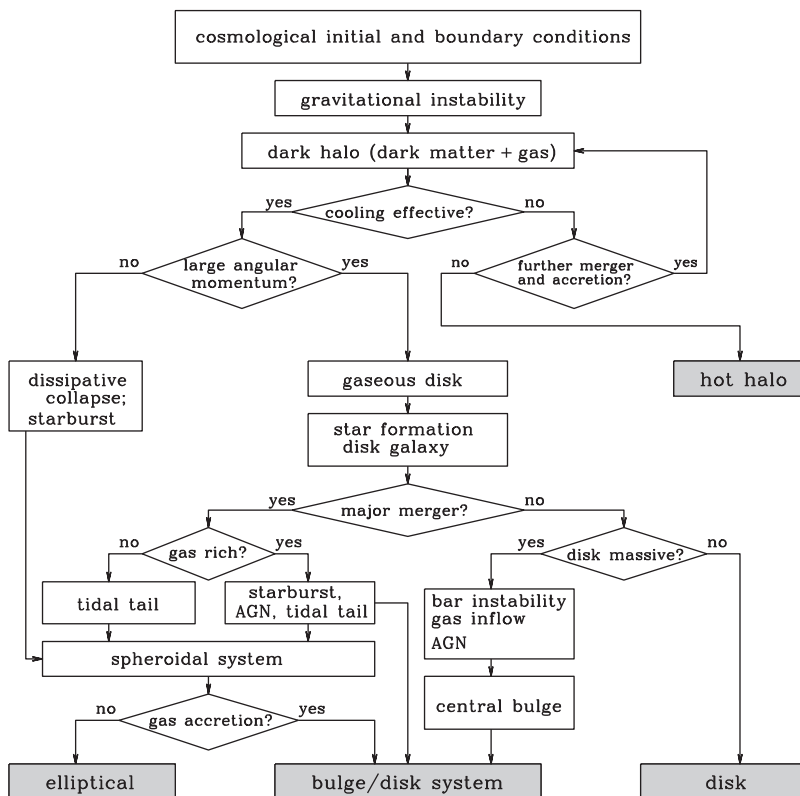 cosmological initial and boundary conditions
gravitational instability
dark halo (dark matter + gas)
yes
cooling effective?
no
no
large angular
momentum?
yes
no
further merger
and accretion?
yes
dissipative
collapse;
starburst
gaseous disk
hot halo
star formation
disk galaxy
yes
major merger?
no
no
gas rich?
yes
yes
disk massive?
no
tidal tail
starburst,
AGN, tidal tail
bar instability
gas inflow
AGN
spheroidal system
central bulge
no
gas accretion?
yes
elliptical
bulge/disk system
disk